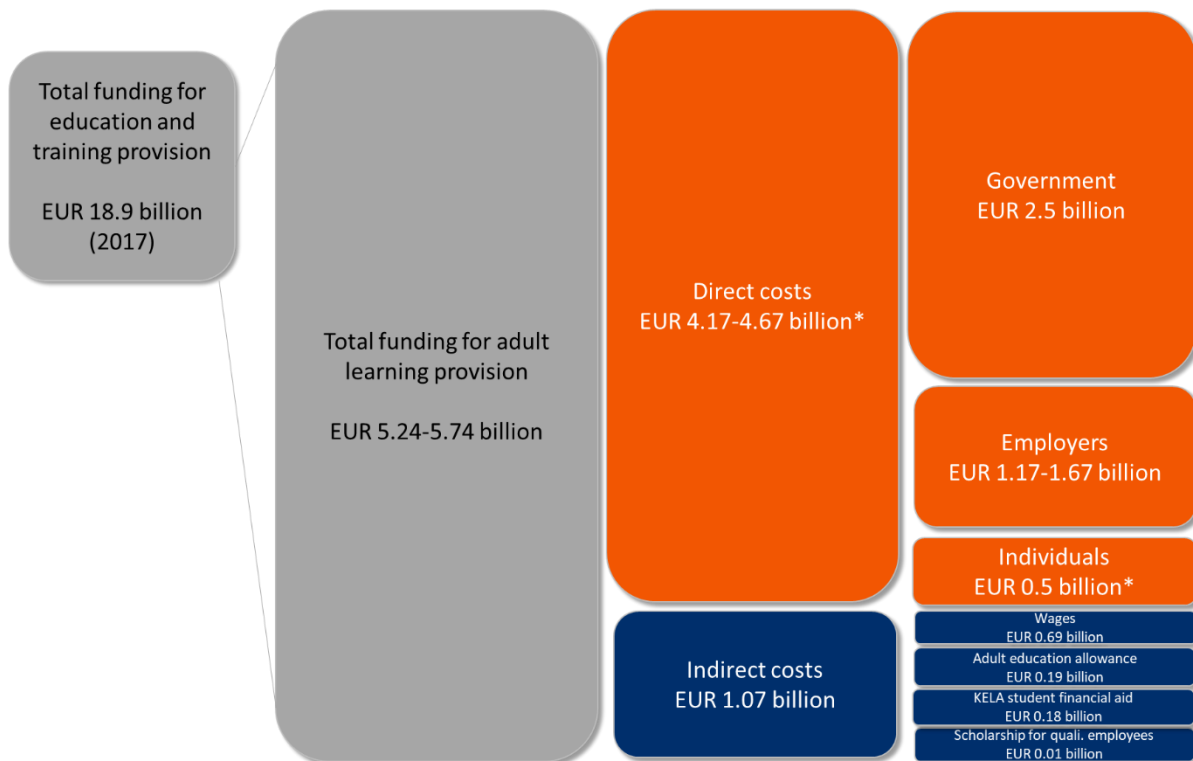 Total funding for
education and
training provision
EUR 18.9 billion
(2017)
Total funding for adult
learning provision
EUR 5.24-5.74 billion
Direct costs
EUR 4.17-4.67 billion*
Indirect costs
EUR 1.07 billion
Government
EUR 2.5 billion
Employers
EUR 1.17-1.67 billion
Individuals
EUR 0.5 billion*
Wages
EUR 0.69 billion
Adult education allowance
EUR 0.19 billion
KELA student financial aid
EUR 0.18 billion
Scholarship for quali. employees
EUR 0.01 billion